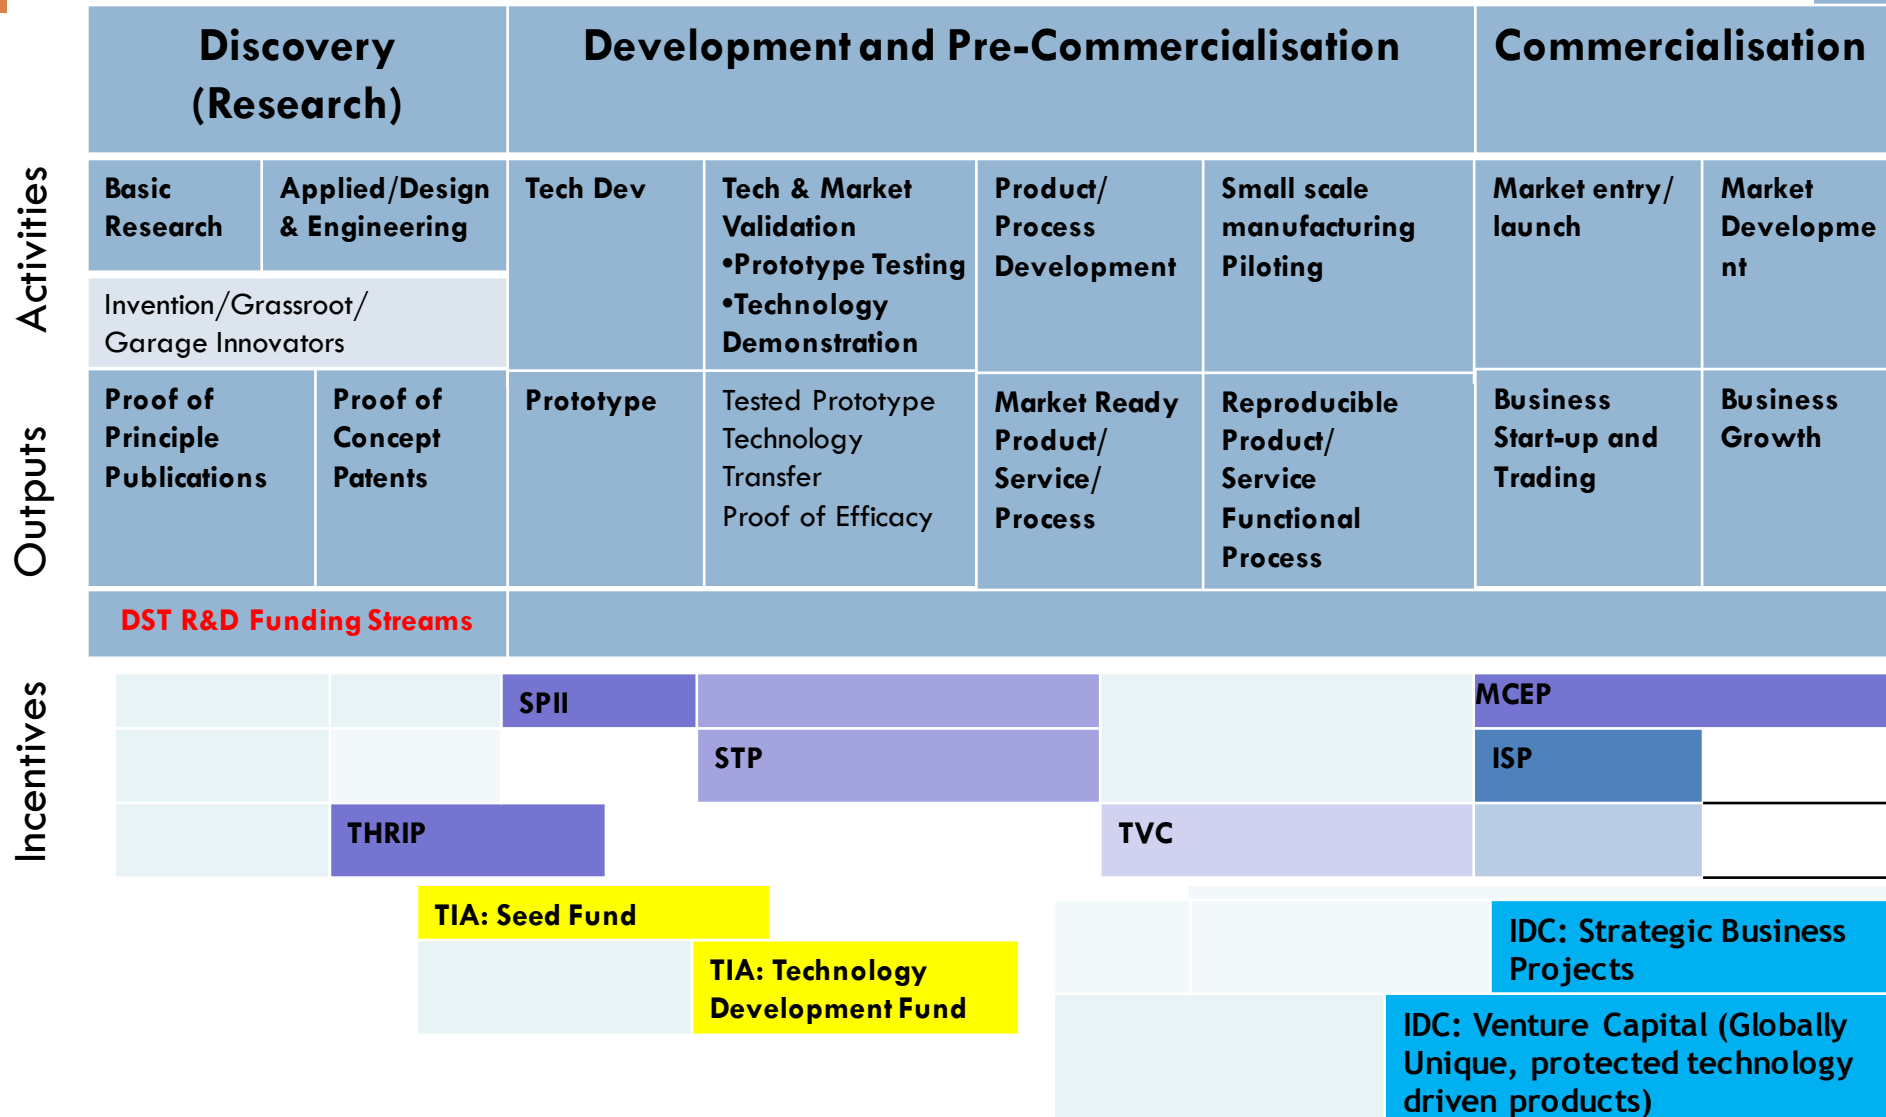 Discovery
(Research)
Development and Pre-Commercialisation
Commercialisation
Activities
Basic
Research
Applied/Design
& Engineering
Invention/Grassroot/
Garage Innovators
Tech Dev
Tech & Market
Validation
•Prototype Testing
•Technology
Demonstration
Product/
Process
Development
Small scale
manufacturing
Piloting
Market entry/
launch
Market
Developme
nt
Outputs
Proof of
Principle
Publications
Proof of
Concept
Patents
Prototype
Tested Prototype
Technology
Transfer
Proof of Efficacy
Market Ready
Product/
Service/
Process
Reproducible
Product/
Service
Functional
Process
Business
Start-up and
Trading
Business
Growth
DST R&D Funding Streams
Incentives
SPII
MCEP
STP
ISP
THRIP
TVC
TIA: Seed Fund
TIA: Technology
Development Fund
IDC: Strategic Business
Projects
IDC: Venture Capital (Globally
Unique, protected technology
driven products)